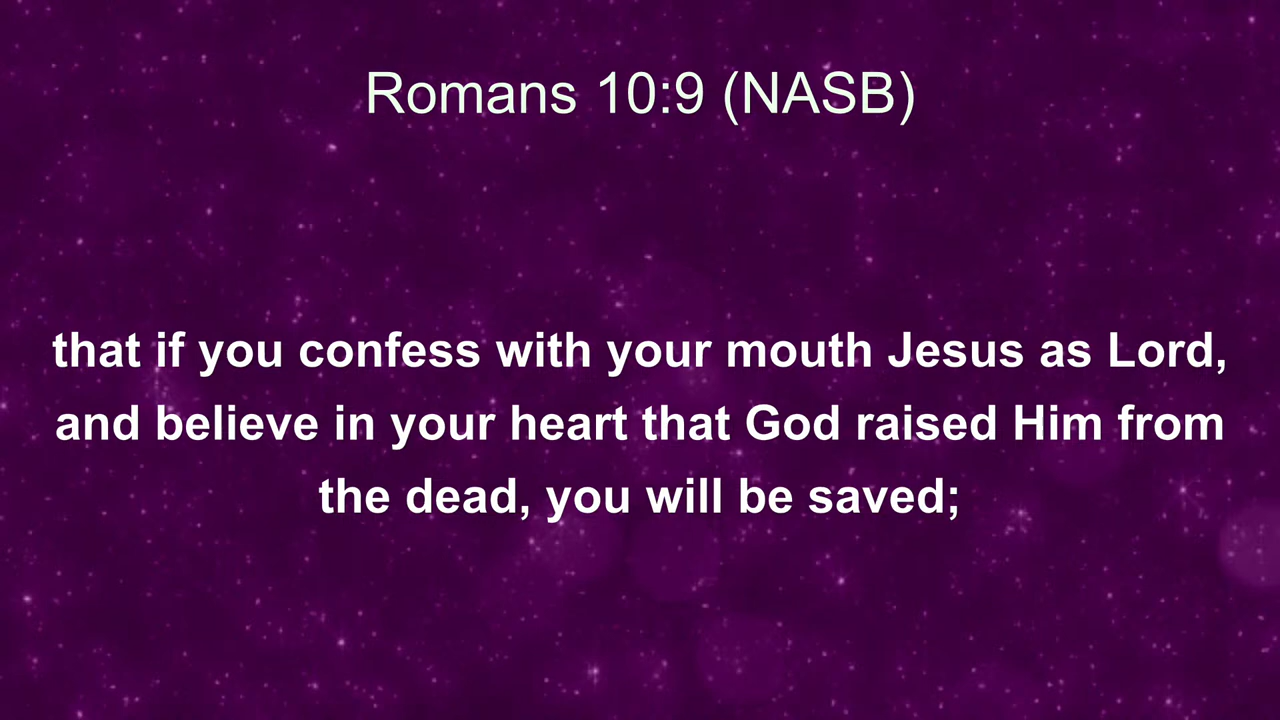 Romans 10:9 (NASB)
that if you confess with your mouth Jesus as Lord,
and believe in your heart that God raised Him from
the dead, you will be saved;